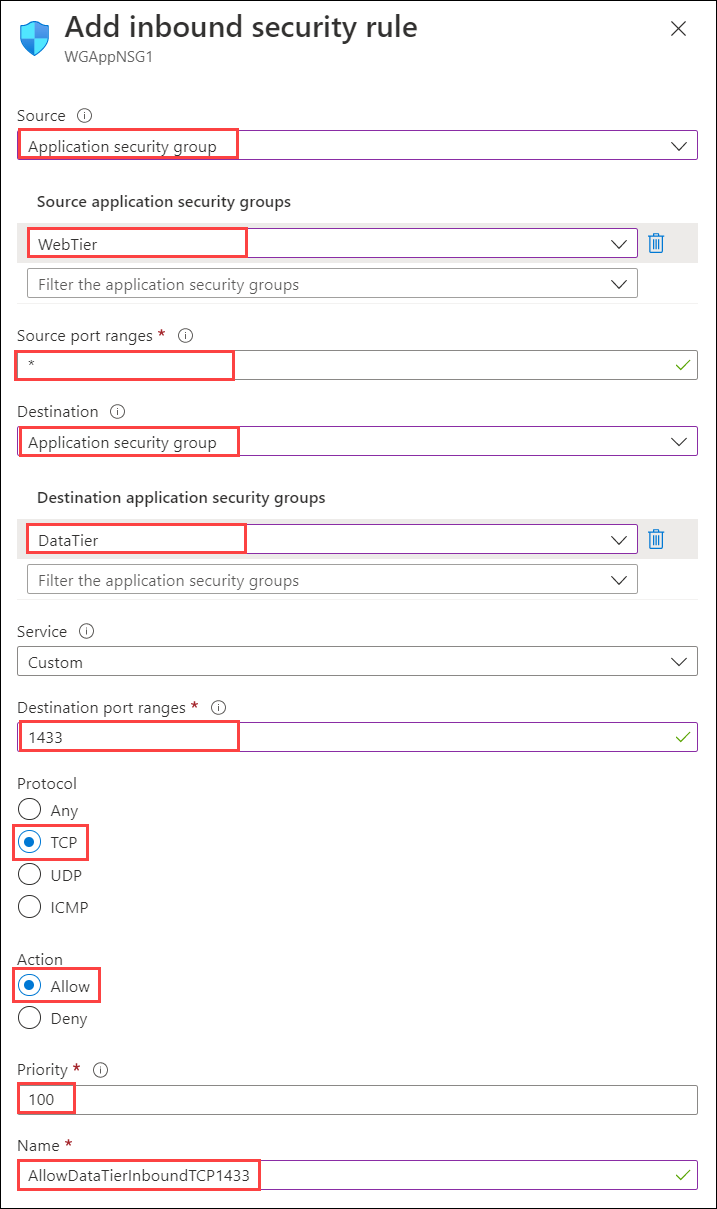 Add inbound security rule
WGAppNSG1
Source
Application security group
Source application security groups
WebTier
Filter the application security groups
Source port ranges *
*
Destination
Application security group
Destination application security groups
DataTier
Filter the application security groups
Service
Custom
Destination port ranges *
1433
Protocol
Any
TCP
UDP
ICMP
Action
Allow
Deny
Priority *
100
Name *
AllowDataTierInboundTCP1433